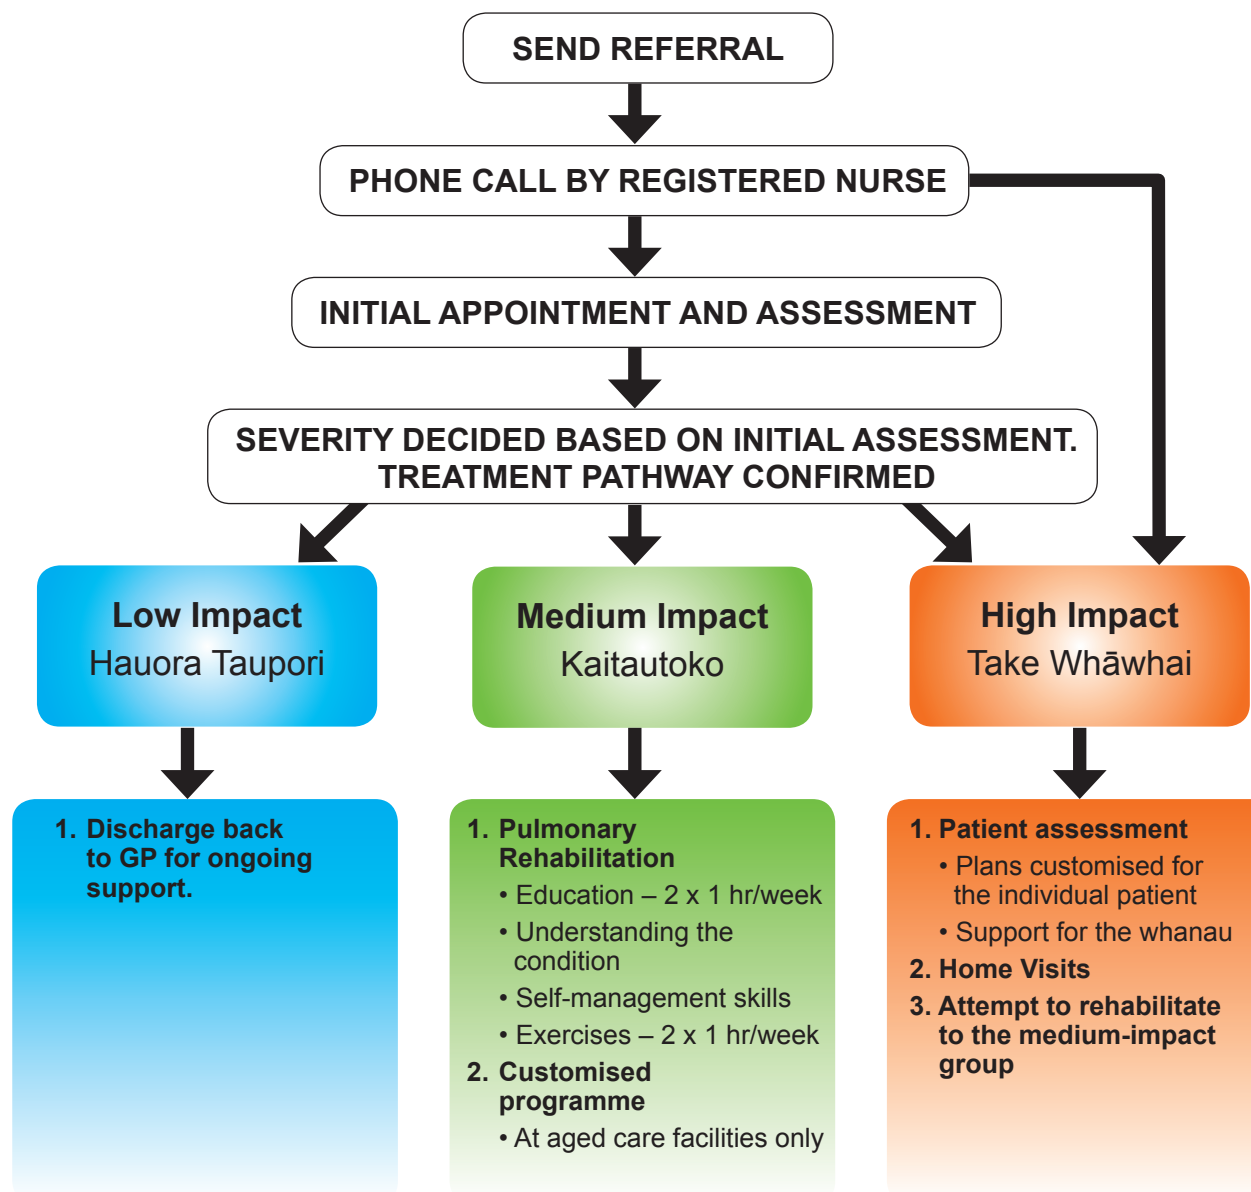 SEND REFERRAL
PHONE CALL BY REGISTERED NURSE
INITIAL APPOINTMENT AND ASSESSMENT
SEVERITY DECIDED BASED ON INITIAL ASSESSMENT.
TREATMENT PATHWAY CONFIRMED
Low Impact
Hauora Taupori
Medium Impact
Kaitautoko
High Impact
Take Whāwhai
1. Discharge back
to GP for ongoing
support.
1. Pulmonary
Rehabilitation
• Education – 2 x 1 hr/week
• Understanding the
condition
• Self-management skills
• Exercises – 2 x 1 hr/week
2. Customised
programme
• At aged care facilities only
1. Patient assessment
• Plans customised for
the individual patient
• Support for the whanau
2. Home Visits
3. Attempt to rehabilitate
to the medium-impact
group